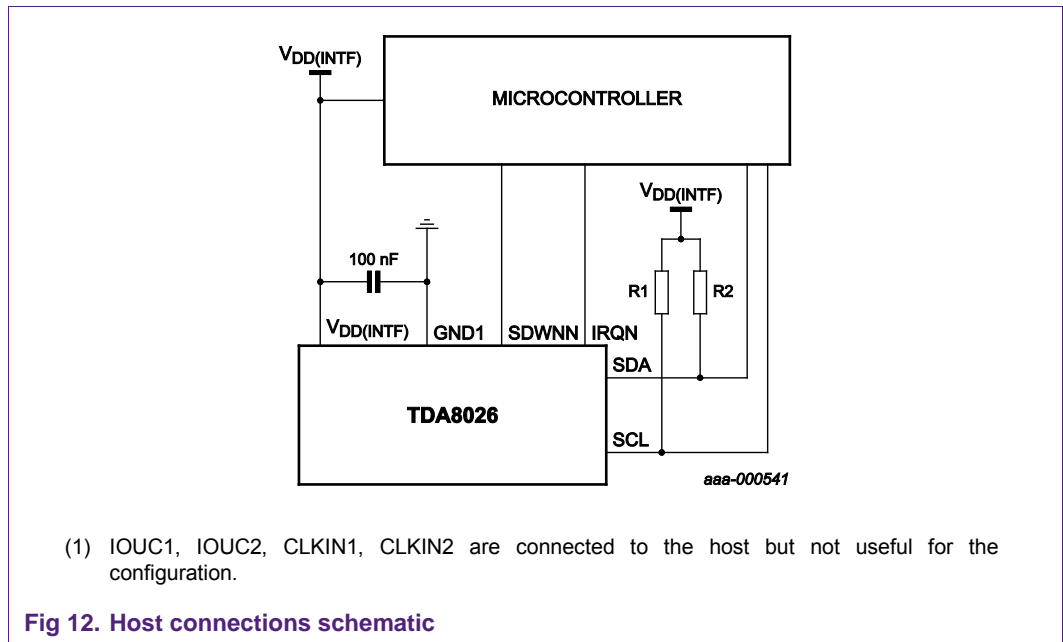 VDD(INTF)
MICROCONTROLLER
VDD(INTF)
100 nF
R1 R2
VDD(INTF) GND1 SDWNN IRQN
SDA
TDA8026
SCL
aaa-000541
(1) IOUC1, IOUC2, CLKIN1, CLKIN2 are connected to the host but not useful for the
configuration.
Fig 12. Host connections schematic